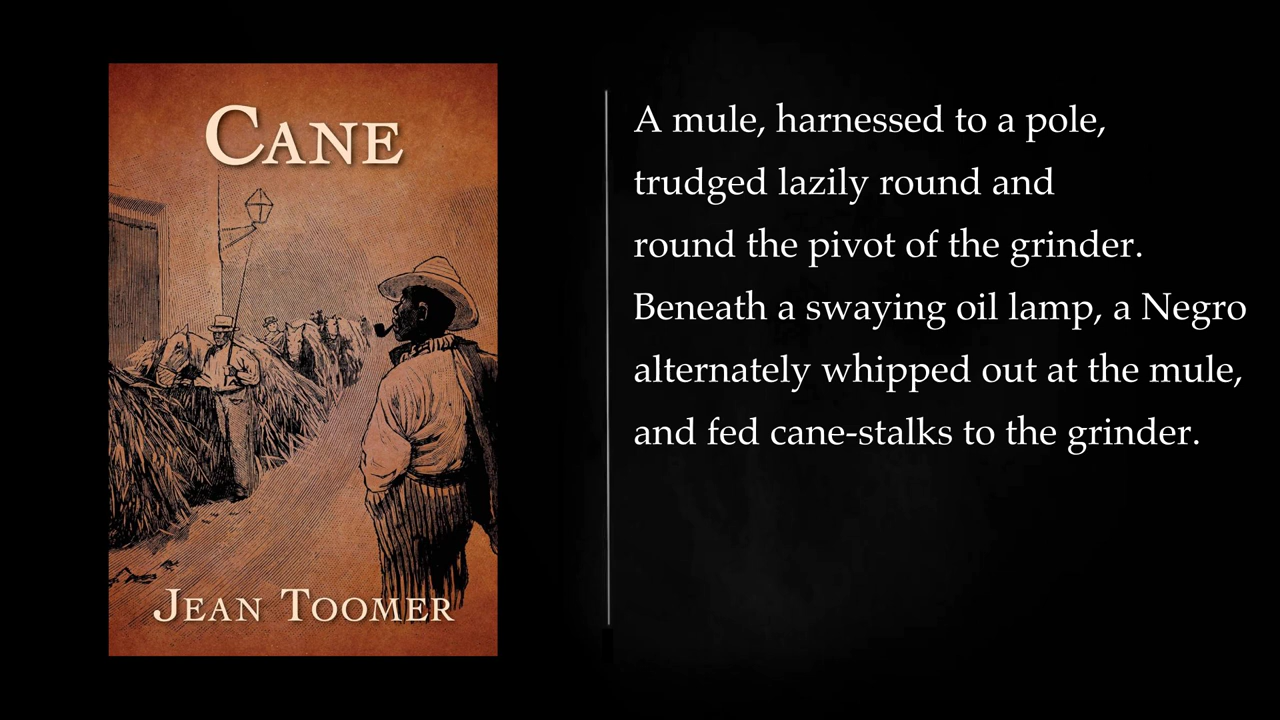 CANE
JEAN TOOMER
A mule, harnessed to a pole,
trudged lazily round and
round the pivot of the grinder.
Beneath a swaying oil lamp, a Negro
alternately whipped out at the mule,
and fed cane-stalks to the grinder.